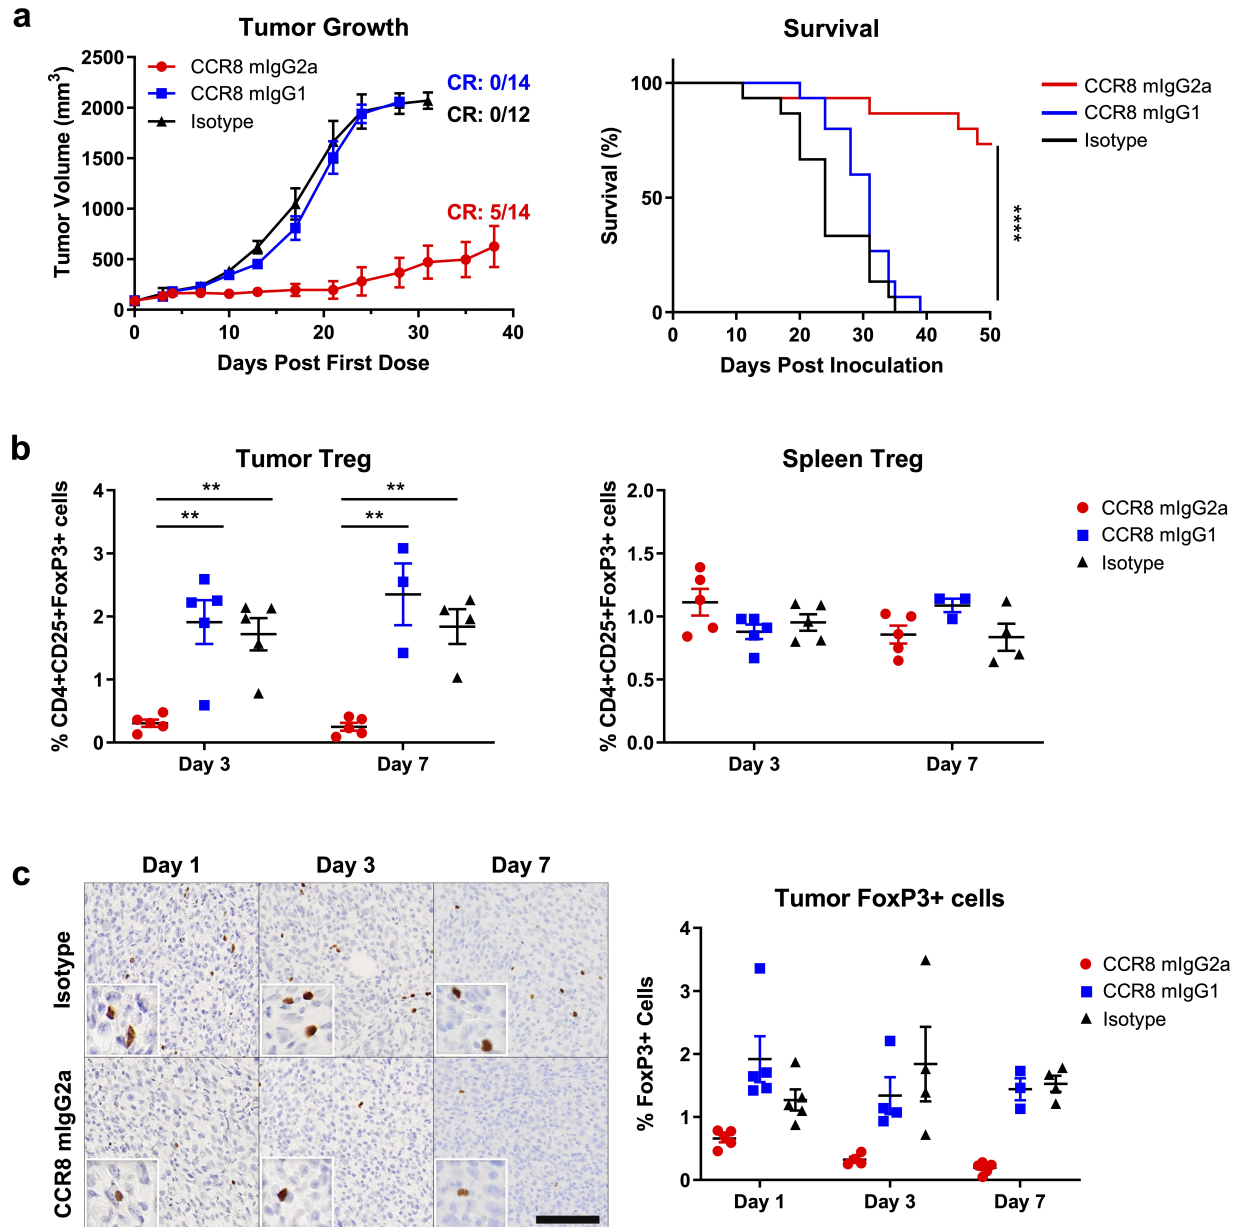 a
Tumor Growth
Tumor Volume (mm3)
2500
2000
1500
1000
500
0
0 10 20 30 40
Days Post First Dose
CCR8 mIgG2a
CCR8 mIgG1
Isotype
CR: 0/14
CR: 0/12
CR: 5/14
Survival
Survival (%)
100
50
0
0 10 20 30 40 50
Days Post Inoculation
CCR8 mIgG2a
CCR8 mIgG1
Isotype
****
b
Tumor Treg
% CD4+CD25+FoxP3+ cells
4
3
2
1
0
** **
** **
Day 3 Day 7
Spleen Treg
% CD4+CD25+FoxP3+ cells
2.0
1.5
1.0
0.5
0.0
Day 3 Day 7
CCR8 mIgG2a
CCR8 mIgG1
Isotype
c
Day 1 Day 3 Day 7
Isotype
CCR8 mIgG2a
Tumor FoxP3+ cells
% FoxP3+ Cells
4
3
2
1
0
Day 1 Day 3 Day 7
CCR8 mIgG2a
CCR8 mIgG1
Isotype